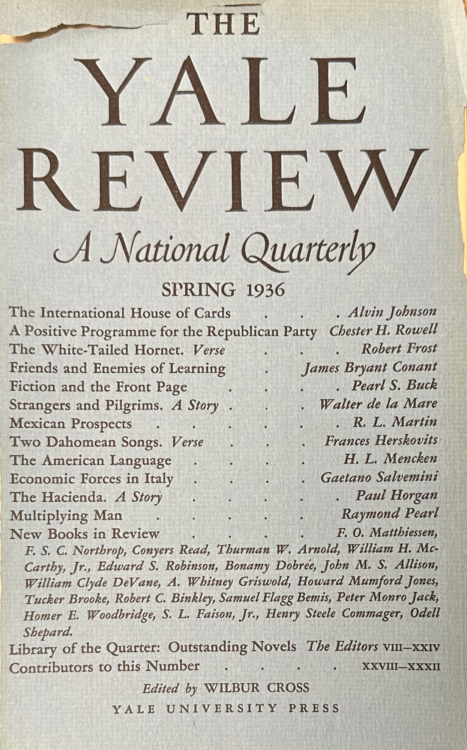 THE
YALE
REVIEW
A National Quarterly
SPRING 1936
The International House of Cards . . . Alvin Johnson
A Positive Programme for the Republican Party Chester H. Rowell
The White-Tailed Hornet. Verse . . . Robert Frost
Friends and Enemies of Learning . James Bryant Conant
Fiction and the Front Page . . . . Pearl S. Buck
Strangers and Pilgrims. A Story . . . Walter de la Mare
Mexican Prospects . . . . . R. L. Martin
Two Dahomean Songs. Verse . . . Frances Herskovits
The American Language . . . . H. L. Mencken
Economic Forces in Italy . . . . Gaetano Salvemini
The Hacienda. A Story . . . . . Paul Horgan
Multiplying Man . . . . . Raymond Pearl
New Books in Review . . . . F. O. Matthiessen,
F. S. C. Northrop, Conyers Read, Thurman W. Arnold, William H. Mc-
Carthy, Jr., Edward S. Robinson, Bonamy Dobrée, John M. S. Allison,
William Clyde DeVane, A. Whitney Griswold, Howard Mumford Jones,
Tucker Brooke, Robert C. Binkley, Samuel Flagg Bemis, Peter Monro Jack,
Homer E. Woodbridge, S. L. Faison, Jr., Henry Steele Commager, Odell
Shepard.
Library of the Quarter: Outstanding Novels The Editors VIII–XXIV
Contributors to this Number . . . . XXVIII–XXXII
Edited by WILBUR CROSS
YALE UNIVERSITY PRESS